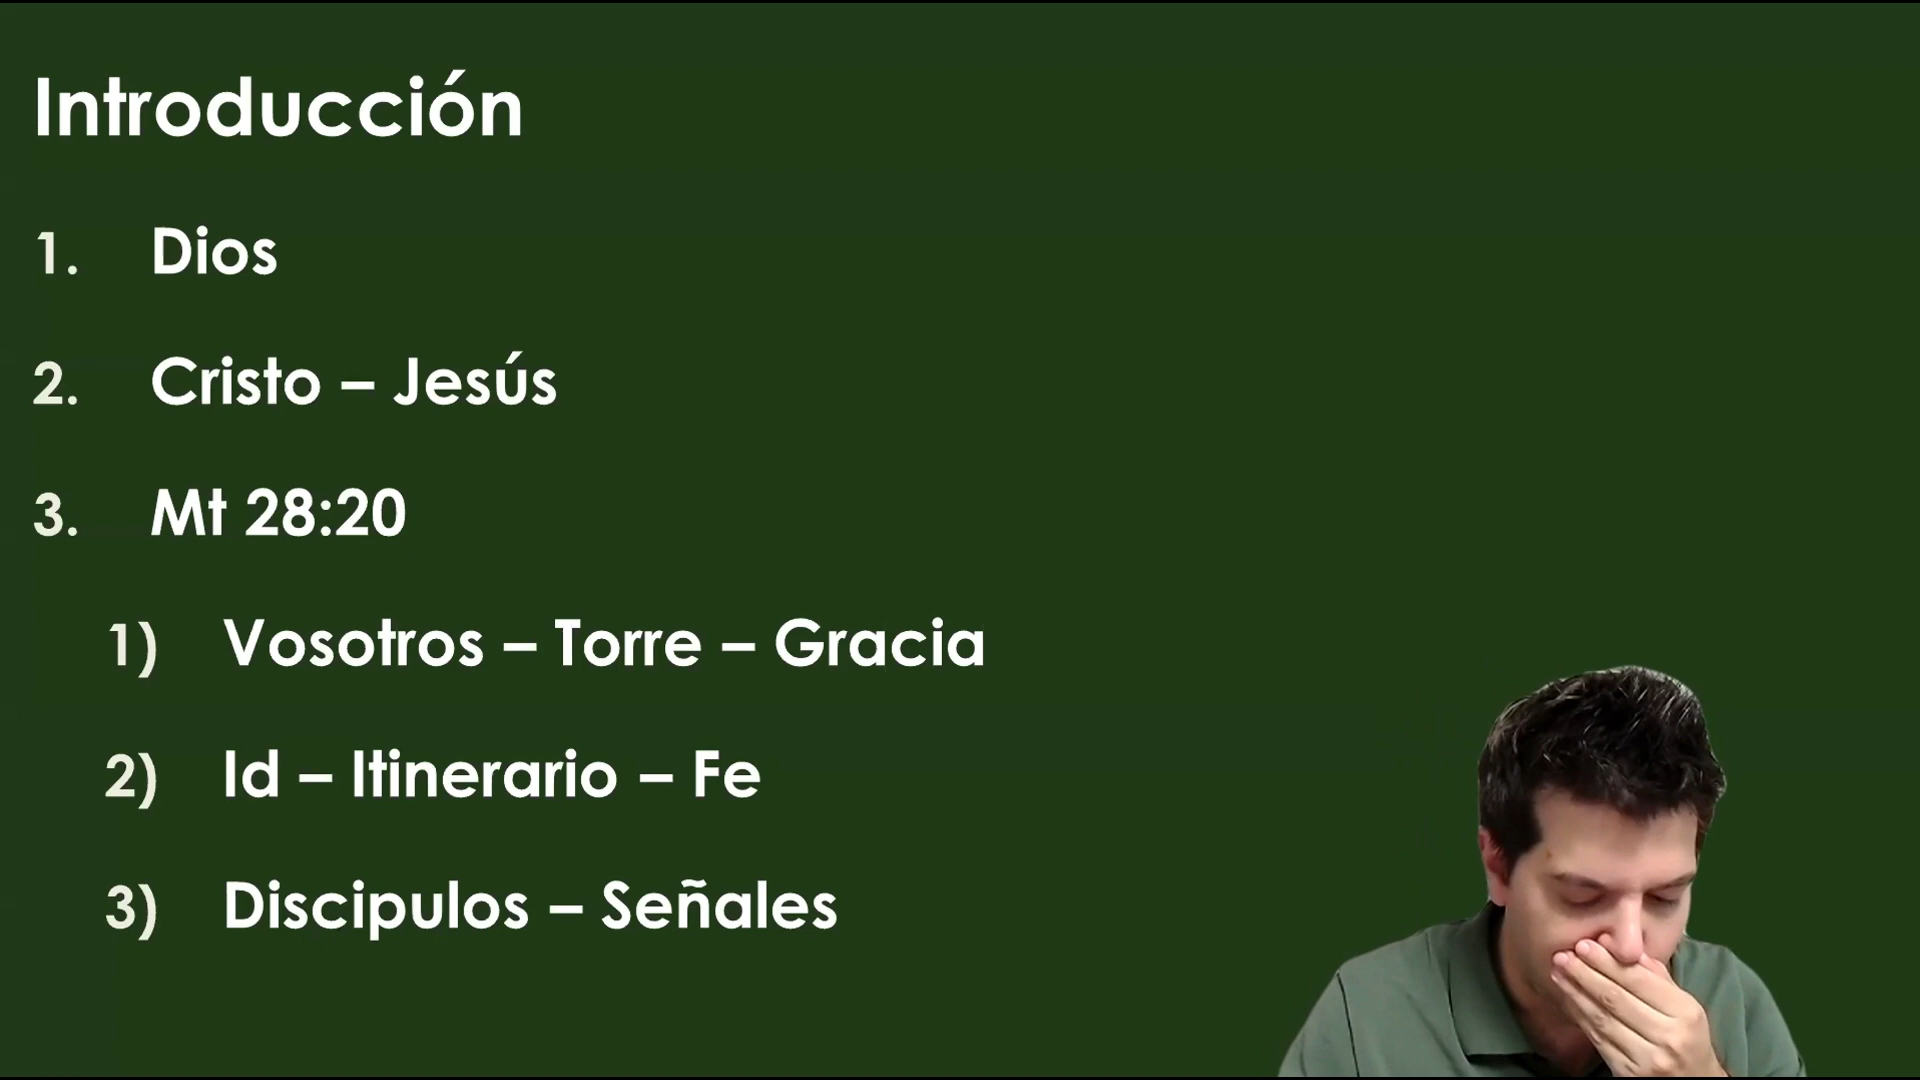 Introducción
1. Dios
2. Cristo – Jesús
3. Mt 28:20
1) Vosotros – Torre – Gracia
2) Id – Itinerario – Fe
3) Discipulos – Señales